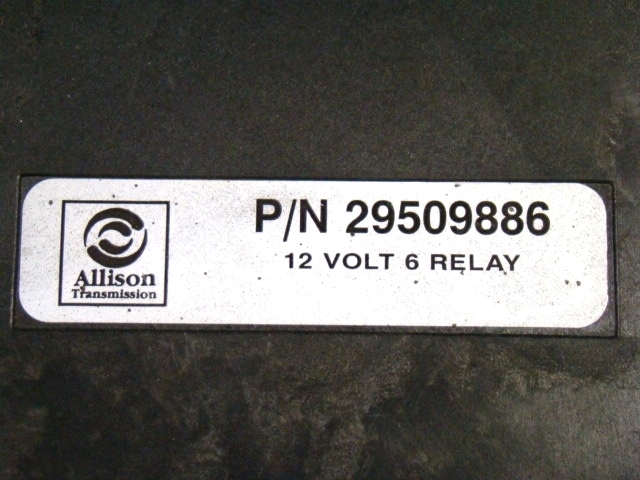 Allison
Transmission
P/N 29509886
12 VOLT 6 RELAY